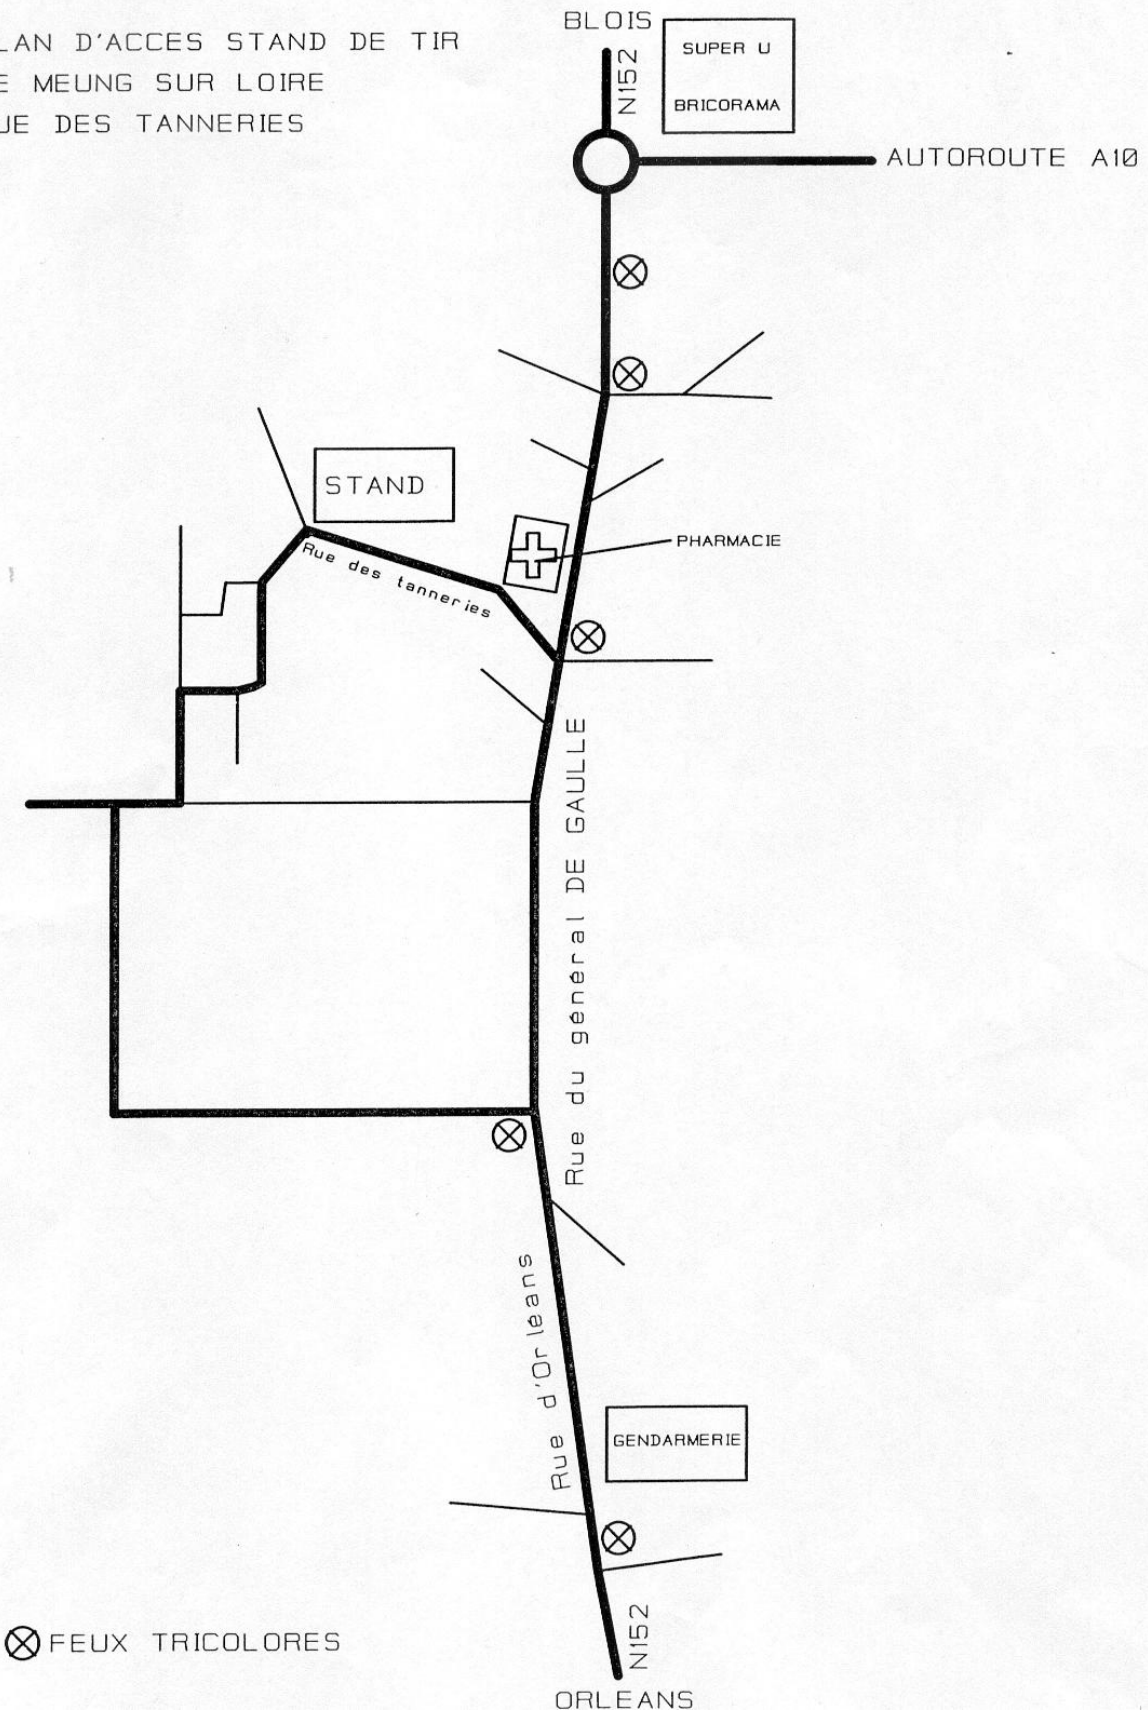 LAN D'ACCES STAND DE TIR
E MEUNG SUR LOIRE
UE DES TANNERIES
BLOIS
N152
SUPER U
BRICORAMA
AUTOROUTE A10
STAND
Rue des tanneries
PHARMACIE
Rue du général DE GAULLE
Rue d'Orléans
GENDARMERIE
N152
FEUX TRICOLORES
ORLEANS